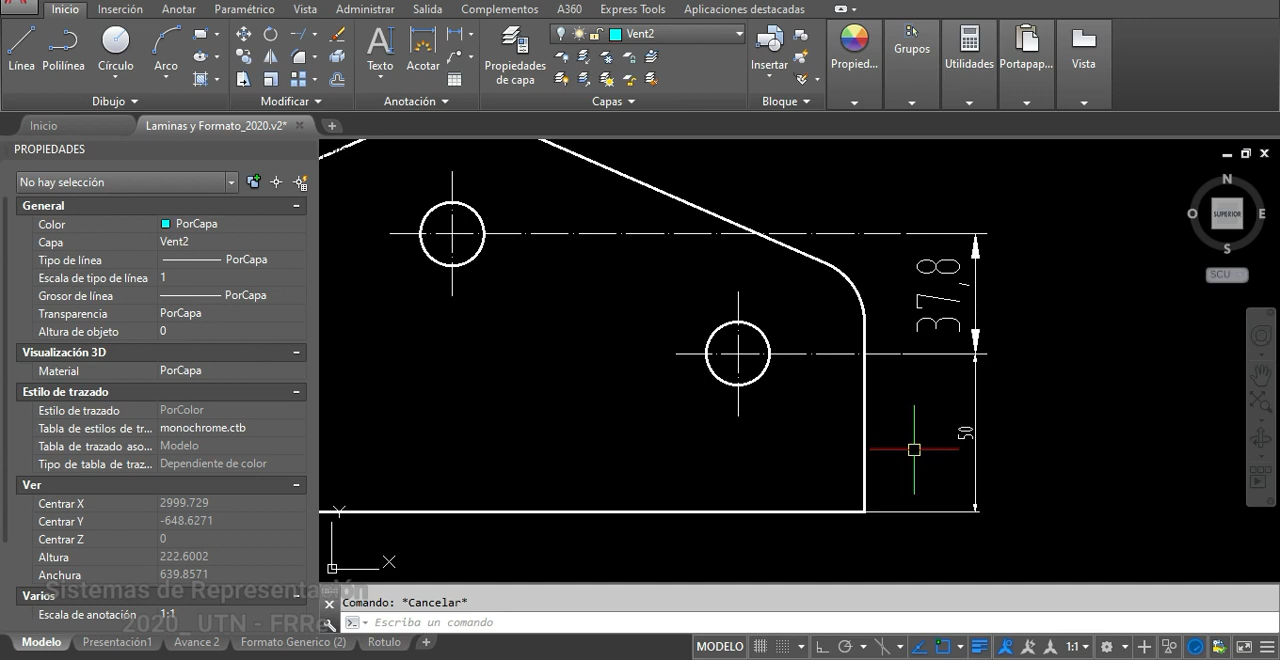 Inicio Inserción Anotar Paramétrico Vista Administrar Salida Complementos A360 Express Tools Aplicaciones destacadas
Vent2
Línea Polilínea Círculo Arco Texto Acotar Propiedades de capa Insertar Propied... Grupos Utilidades Portapap... Vista
Dibujo Modificar Anotación Capas Bloque
Inicio Laminas y Formato_2020.v2*
PROPIEDADES
No hay selección
General
Color PorCapa
Capa Vent2
Tipo de línea PorCapa
Escala de tipo de línea 1
Grosor de línea PorCapa
Transparencia PorCapa
Altura de objeto 0
Visualización 3D
Material PorCapa
Estilo de trazado
Estilo de trazado PorColor
Tabla de estilos de tr... monochrome.ctb
Tabla de trazado aso... Modelo
Tipo de tabla de traz... Dependiente de color
Ver
Centrar X 2999.729
Centrar Y -648.6271
Centrar Z 0
Altura 222.6002
Anchura 639.8571
Varios
Escala de anotación 1:1
Sistemas de Representación
2020_ UTN - FRRe
37,8
50
N
O SUPERIOR E
S
SCU
Y
X
Comando: *Cancelar*
Escriba un comando
Modelo Presentación1 Avance 2 Formato Generico (2) Rotulo
MODELO 1:1